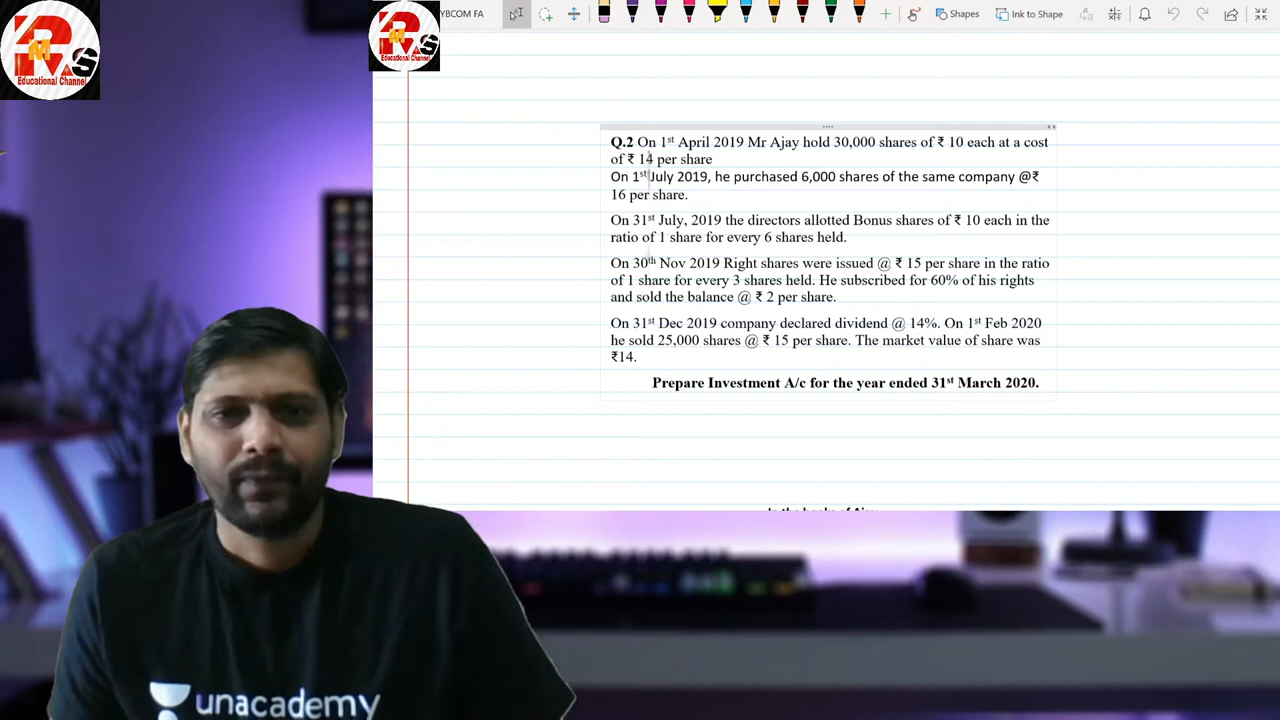 PMS
Educational Channel
PMS
Educational Channel
YBCOM FA
Shapes
Ink to Shape
Q.2 On 1st April 2019 Mr Ajay hold 30,000 shares of ₹ 10 each at a cost
of ₹ 14 per share
On 1st July 2019, he purchased 6,000 shares of the same company @₹
16 per share.
On 31st July, 2019 the directors allotted Bonus shares of ₹ 10 each in the
ratio of 1 share for every 6 shares held.
On 30th Nov 2019 Right shares were issued @ ₹ 15 per share in the ratio
of 1 share for every 3 shares held. He subscribed for 60% of his rights
and sold the balance @ ₹ 2 per share.
On 31st Dec 2019 company declared dividend @ 14%. On 1st Feb 2020
he sold 25,000 shares @ ₹ 15 per share. The market value of share was
₹14.
Prepare Investment A/c for the year ended 31st March 2020.
unacademy